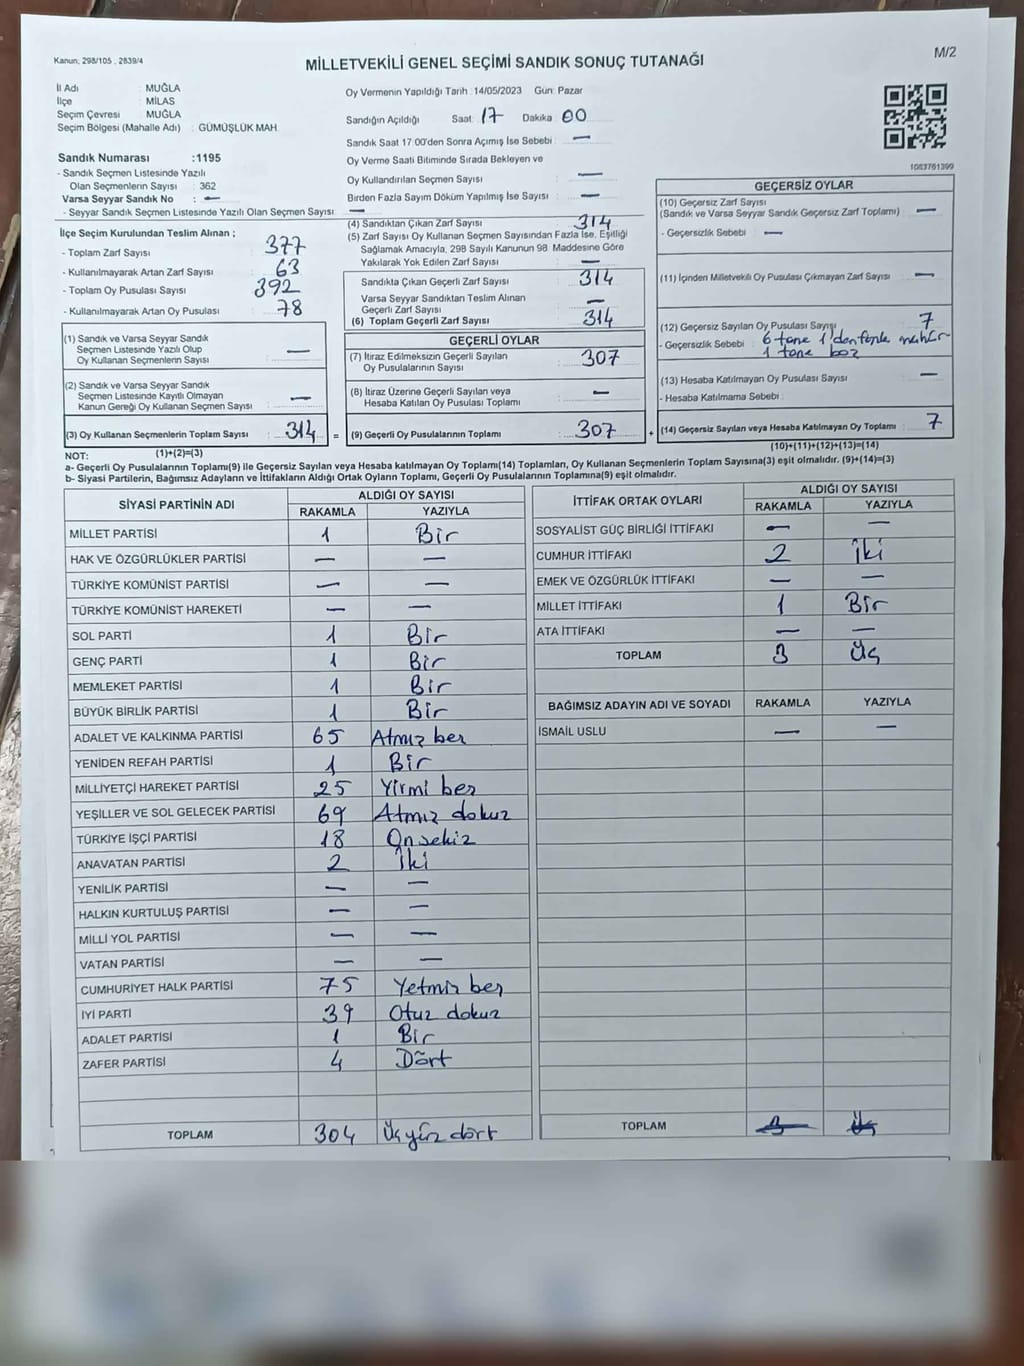 Kanun, 298/105 , 2839/4
MİLLETVEKİLİ GENEL SEÇİMİ SANDIK SONUÇ TUTANAĞI
M/2
İl Adı : MUĞLA
İlçe : MİLAS
Seçim Çevresi : MUĞLA
Seçim Bölgesi (Mahalle Adı) : GÜMÜŞLÜK MAH.
Sandık Numarası :1195
- Sandık Seçmen Listesinde Yazılı
Olan Seçmenlerin Sayısı : 362
Varsa Seyyar Sandık No : —
- Seyyar Sandık Seçmen Listesinde Yazılı Olan Seçmen Sayısı : —
Oy Vermenin Yapıldığı Tarih :14/05/2023 Gün: Pazar
Sandığın Açıldığı Saat: 17 Dakika: 00
Sandık Saat 17.00'den Sonra Açımış İse Sebebi : —
Oy Verme Saati Bitiminde Sırada Bekleyen ve
Oy Kullandırılan Seçmen Sayısı : —
Birden Fazla Sayım Döküm Yapılmış İse Sayısı : —
1083761399
İlçe Seçim Kurulundan Teslim Alınan ;
- Toplam Zarf Sayısı : 377
- Kullanılmayarak Artan Zarf Sayısı : 63
- Toplam Oy Pusulası Sayısı : 392
- Kullanılmayarak Artan Oy Pusulası : 78
(4) Sandıktan Çıkan Zarf Sayısı : 314
(5) Zarf Sayısı Oy Kullanan Seçmen Sayısından Fazla İse, Eşitliği
Sağlamak Amacıyla, 298 Sayılı Kanunun 98. Maddesine Göre
Yakılarak Yok Edilen Zarf Sayısı : —
Sandıkta Çıkan Geçerli Zarf Sayısı : 314
Varsa Seyyar Sandıktan Teslim Alınan
Geçerli Zarf Sayısı : —
(6) Toplam Geçerli Zarf Sayısı : 314
GEÇERSİZ OYLAR
(10) Geçersiz Zarf Sayısı
(Sandık ve Varsa Seyyar Sandık Geçersiz Zarf Toplamı) : —
- Geçersizlik Sebebi : —
(11) İçinden Milletvekili Oy Pusulası Çıkmayan Zarf Sayısı : —
(12) Geçersiz Sayılan Oy Pusulası Sayısı : 7
- Geçersizlik Sebebi : 6 tane 1'den fazla mühür
1 tane boş
(13) Hesaba Katılmayan Oy Pusulası Sayısı : —
- Hesaba Katılmama Sebebi :
(14) Geçersiz Sayılan veya Hesaba Katılmayan Oy Toplamı : 7
(10)+(11)+(12)+(13)=(14)
(1) Sandık ve Varsa Seyyar Sandık
Seçmen Listesinde Yazılı Olup
Oy Kullanan Seçmenlerin Sayısı : —
(2) Sandık ve Varsa Seyyar Sandık
Seçmen Listesinde Kayıtlı Olmayan
Kanun Gereği Oy Kullanan Seçmen Sayısı : —
(3) Oy Kullanan Seçmenlerin Toplam Sayısı : 314 =
(1)+(2)=(3)
GEÇERLİ OYLAR
(7) İtiraz Edilmeksizin Geçerli Sayılan
Oy Pusulalarının Sayısı : 307
(8) İtiraz Üzerine Geçerli Sayılan veya
Hesaba Katılan Oy Pusulası Toplamı : —
(9) Geçerli Oy Pusulalarının Toplamı : 307 +
NOT:
a- Geçerli Oy Pusulalarının Toplamı(9) ile Geçersiz Sayılan veya Hesaba katılmayan Oy Toplamı(14) Toplamları, Oy Kullanan Seçmenlerin Toplam Sayısına(3) eşit olmalıdır. (9)+(14)=(3)
b- Siyasi Partilerin, Bağımsız Adayların ve İttifakların Aldığı Ortak Oyların Toplamı, Geçerli Oy Pusulalarının Toplamına(9) eşit olmalıdır.
SİYASİ PARTİNİN ADI ALDIĞI OY SAYISI
RAKAMLA YAZIYLA
MİLLET PARTİSİ 1 Bir
HAK VE ÖZGÜRLÜKLER PARTİSİ — —
TÜRKİYE KOMÜNİST PARTİSİ — —
TÜRKİYE KOMÜNİST HAREKETİ — —
SOL PARTİ 1 Bir
GENÇ PARTİ 1 Bir
MEMLEKET PARTİSİ 1 Bir
BÜYÜK BİRLİK PARTİSİ 1 Bir
ADALET VE KALKINMA PARTİSİ 65 Atmış beş
YENİDEN REFAH PARTİSİ 1 Bir
MİLLİYETÇİ HAREKET PARTİSİ 25 Yirmi beş
YEŞİLLER VE SOL GELECEK PARTİSİ 69 Atmış dokuz
TÜRKİYE İŞÇİ PARTİSİ 18 Onsekiz
ANAVATAN PARTİSİ 2 İki
YENİLİK PARTİSİ — —
HALKIN KURTULUŞ PARTİSİ — —
MİLLİ YOL PARTİSİ — —
VATAN PARTİSİ — —
CUMHURİYET HALK PARTİSİ 75 Yetmiş beş
İYİ PARTİ 39 Otuz dokuz
ADALET PARTİSİ 1 Bir
ZAFER PARTİSİ 4 Dört
TOPLAM 304 Üçyüz dört
İTTİFAK ORTAK OYLARI ALDIĞI OY SAYISI
RAKAMLA YAZIYLA
SOSYALİST GÜÇ BİRLİĞİ İTTİFAKI — —
CUMHUR İTTİFAKI 2 İki
EMEK VE ÖZGÜRLÜK İTTİFAKI — —
MİLLET İTTİFAKI 1 Bir
ATA İTTİFAKI — —
TOPLAM 3 Üç
BAĞIMSIZ ADAYIN ADI VE SOYADI RAKAMLA YAZIYLA
İSMAİL USLU — —
TOPLAM 3 Üç